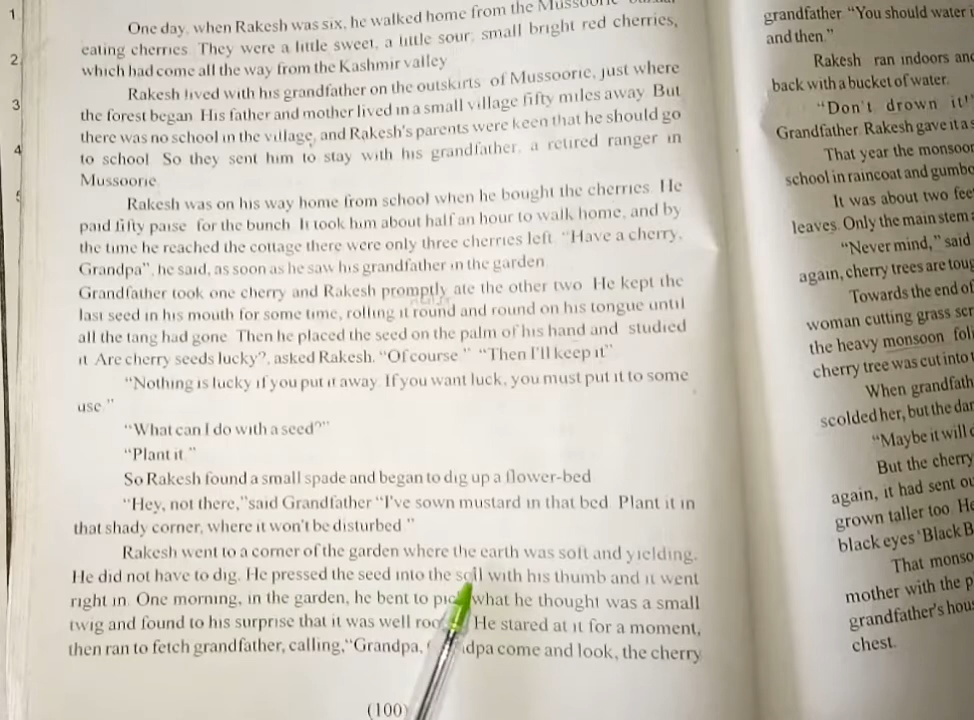 1
2
3
4
5
One day, when Rakesh was six, he walked home from the Mussoorie
eating cherries. They were a little sweet, a little sour, small bright red cherries,
which had come all the way from the Kashmir valley
Rakesh lived with his grandfather on the outskirts of Mussoorie, just where
the forest began. His father and mother lived in a small village fifty miles away. But
there was no school in the village, and Rakesh's parents were keen that he should go
to school. So they sent him to stay with his grandfather, a retired ranger in
Mussoorie.
Rakesh was on his way home from school when he bought the cherries. He
paid fifty paise for the bunch. It took him about half an hour to walk home, and by
the time he reached the cottage there were only three cherries left. "Have a cherry,
Grandpa", he said, as soon as he saw his grandfather in the garden.
Grandfather took one cherry and Rakesh promptly ate the other two. He kept the
last seed in his mouth for some time, rolling it round and round on his tongue until
all the tang had gone. Then he placed the seed on the palm of his hand and studied
it. Are cherry seeds lucky?, asked Rakesh. "Of course." "Then I'll keep it"
"Nothing is lucky if you put it away. If you want luck, you must put it to some
use."
"What can I do with a seed?"
"Plant it."
So Rakesh found a small spade and began to dig up a flower-bed
"Hey, not there,"said Grandfather "I've sown mustard in that bed. Plant it in
that shady corner, where it won't be disturbed."
Rakesh went to a corner of the garden where the earth was soft and yielding.
He did not have to dig. He pressed the seed into the soil with his thumb and it went
right in. One morning, in the garden, he bent to what he thought was a small
twig and found to his surprise that it was well He stared at it for a moment,
then ran to fetch grandfather, calling,"Grandpa, come and look, the cherry
(100)
grandfather. "You should water
and then."
Rakesh ran indoors and
back with a bucket of water.
"Don't drown it!"
Grandfather. Rakesh gave it a
That year the monsoon
school in raincoat and
It was about two
leaves. Only the main stem
"Never mind," said
again, cherry trees are
Towards the end of
woman cutting grass
the heavy monsoon
cherry tree was cut into
When
scolded her, but the
"Maybe it will
But the cherry
again, it had sent
grown taller too.
black eyes 'Black
That
mother with the
grandfather's
chest.